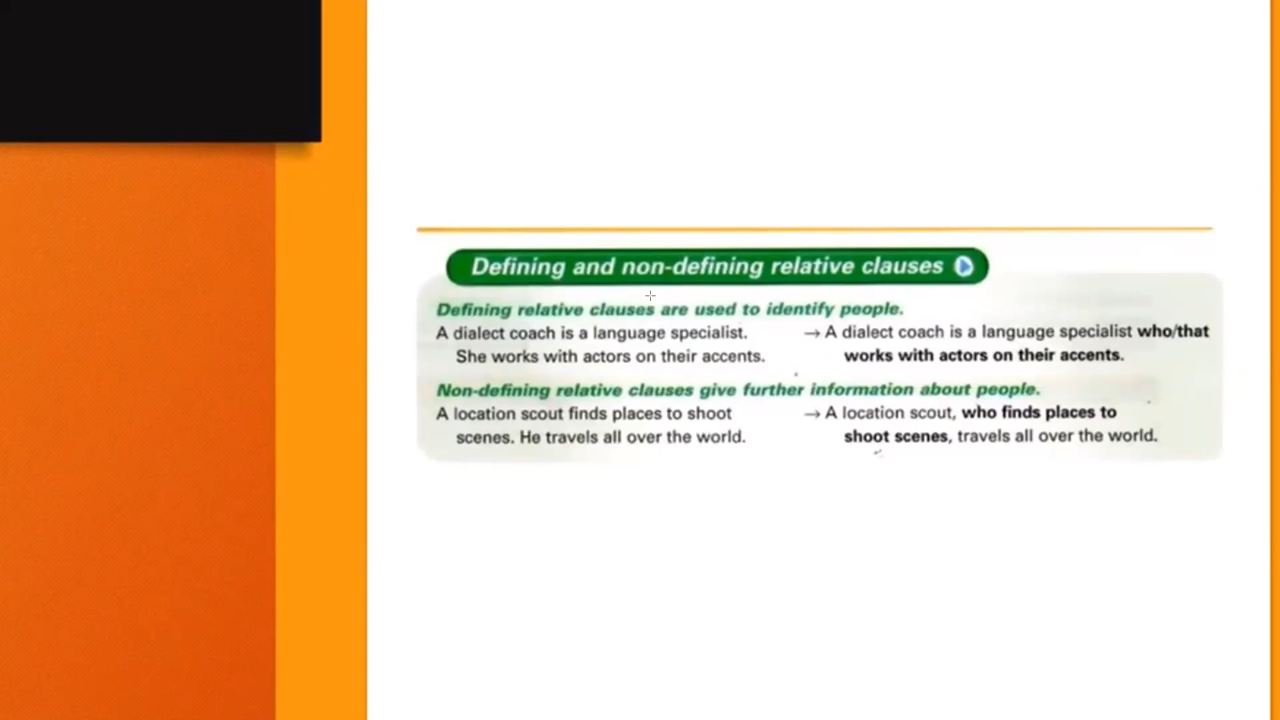 Defining and non-defining relative clauses
Defining relative clauses are used to identify people.
A dialect coach is a language specialist.
She works with actors on their accents.
→ A dialect coach is a language specialist who/that
works with actors on their accents.
Non-defining relative clauses give further information about people.
A location scout finds places to shoot
scenes. He travels all over the world.
→ A location scout, who finds places to
shoot scenes, travels all over the world.